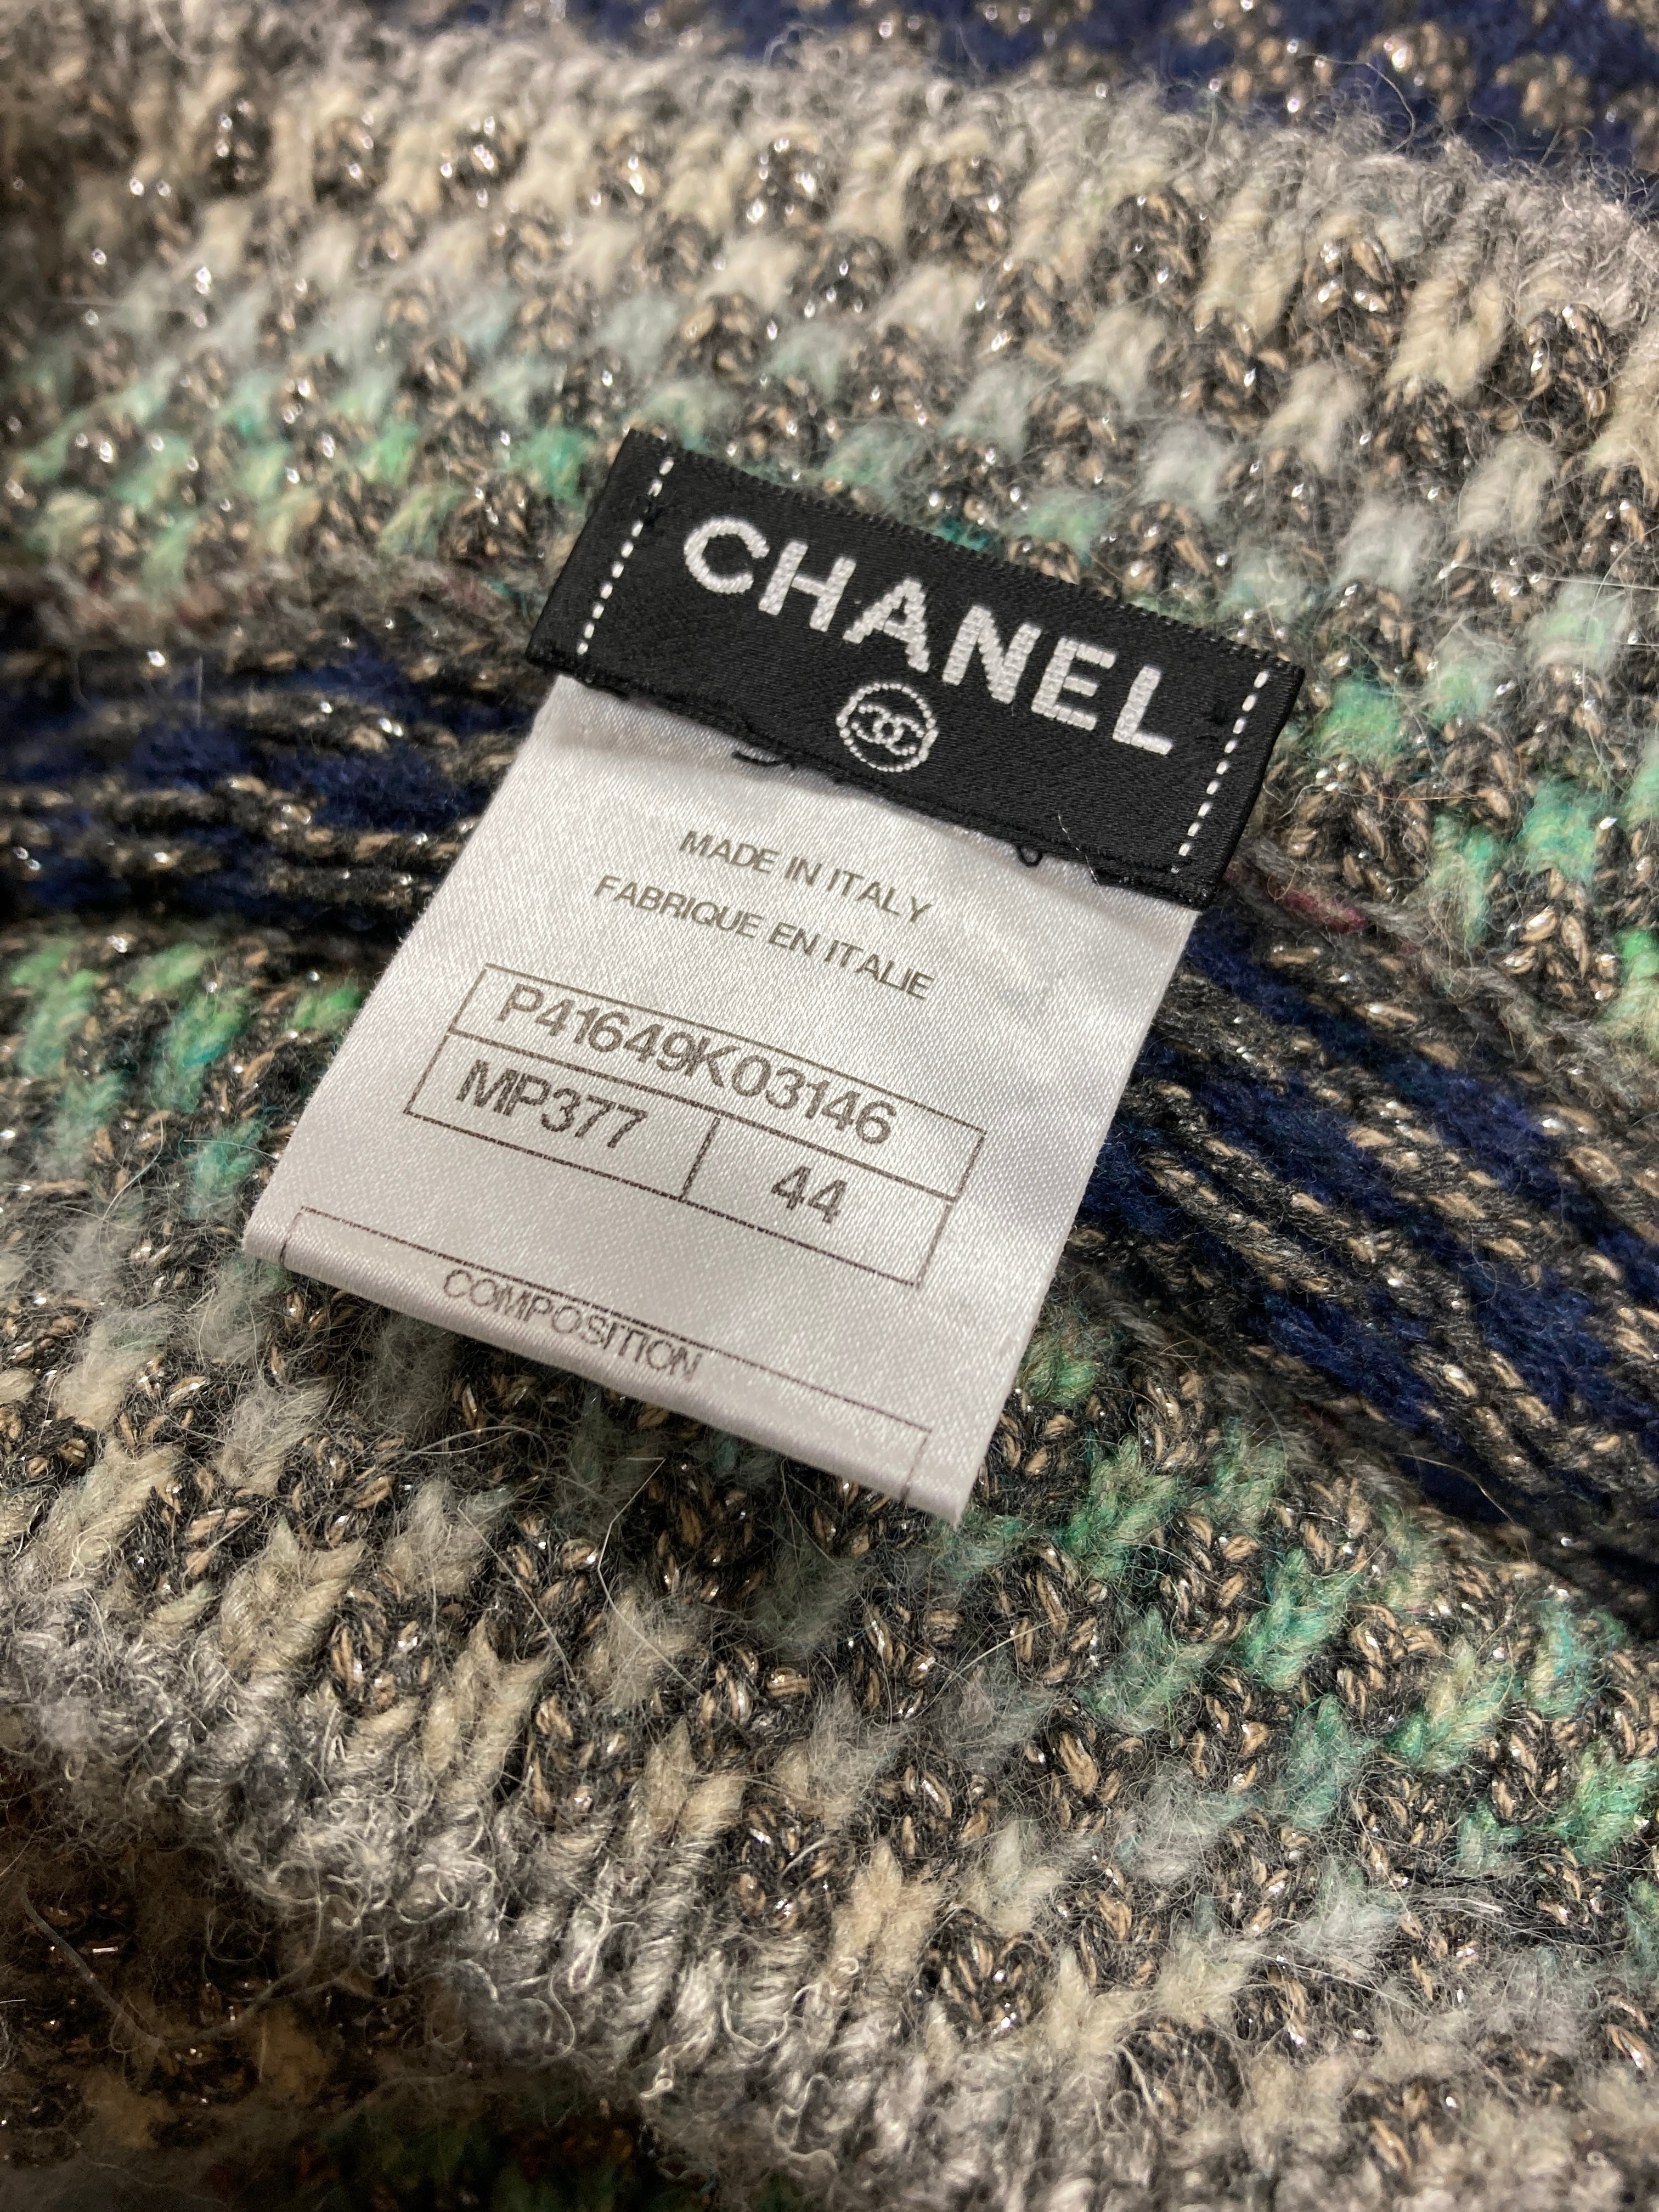 CHANEL
MADE IN ITALY
FABRIQUE EN ITALIE
P41649K03146
MP377 44
COMPOSITION